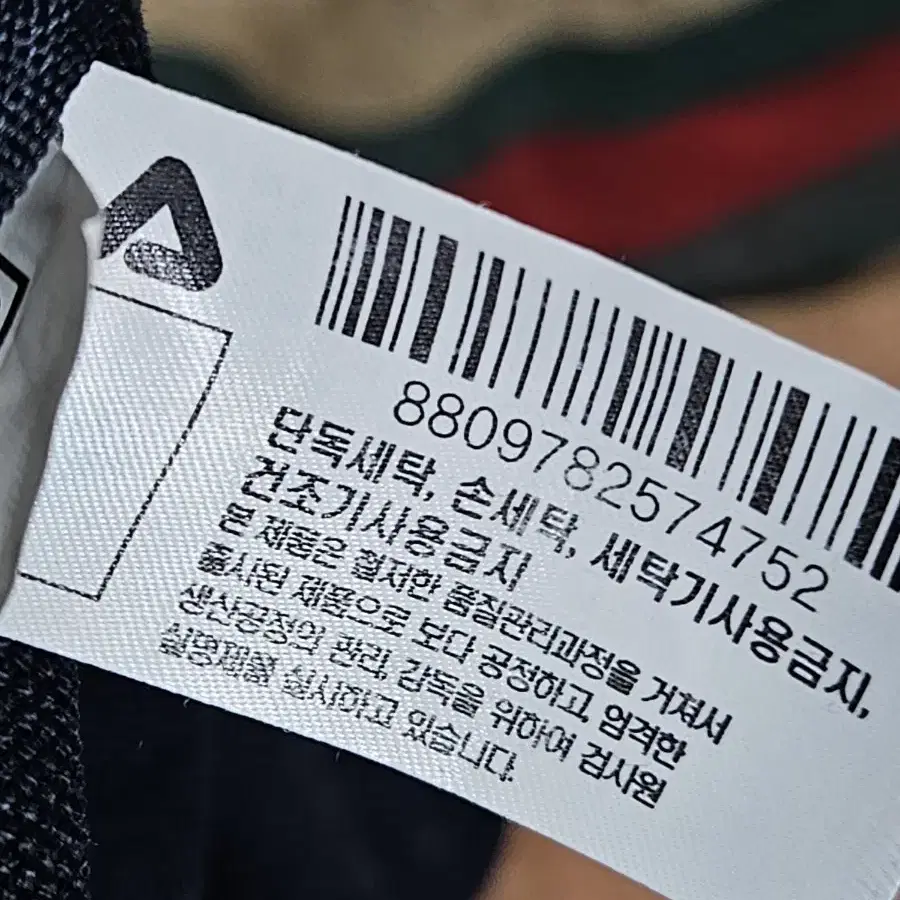 8809782574752
단독세탁, 손세탁, 세탁기사용금지,
건조기사용금지
본 제품은 철저한 품질관리과정을 거쳐서
출시된 제품으로 보다 공정하고, 엄격한
생산공정의 관리, 감독을 위하여 검사원
실명제를 실시하고 있습니다.